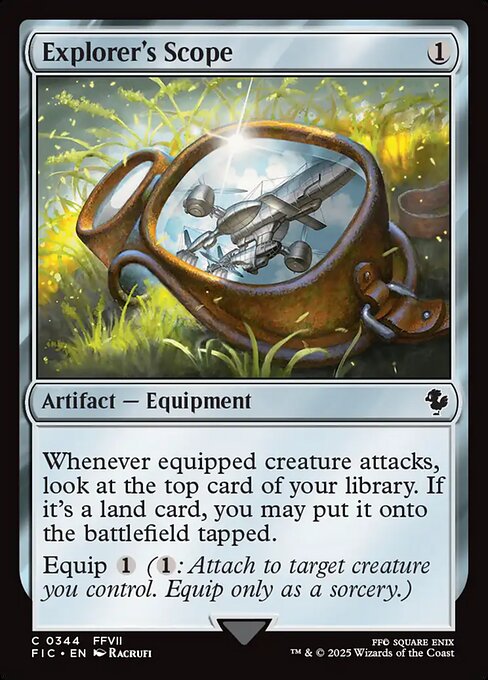 Explorer's Scope 1
Artifact — Equipment
Whenever equipped creature attacks,
look at the top card of your library. If
it's a land card, you may put it onto
the battlefield tapped.
Equip 1 (1: Attach to target creature
you control. Equip only as a sorcery.)
C 0344 FFVII
FIC • EN Racrufi
FF© SQUARE ENIX
™ & © 2025 Wizards of the Coast